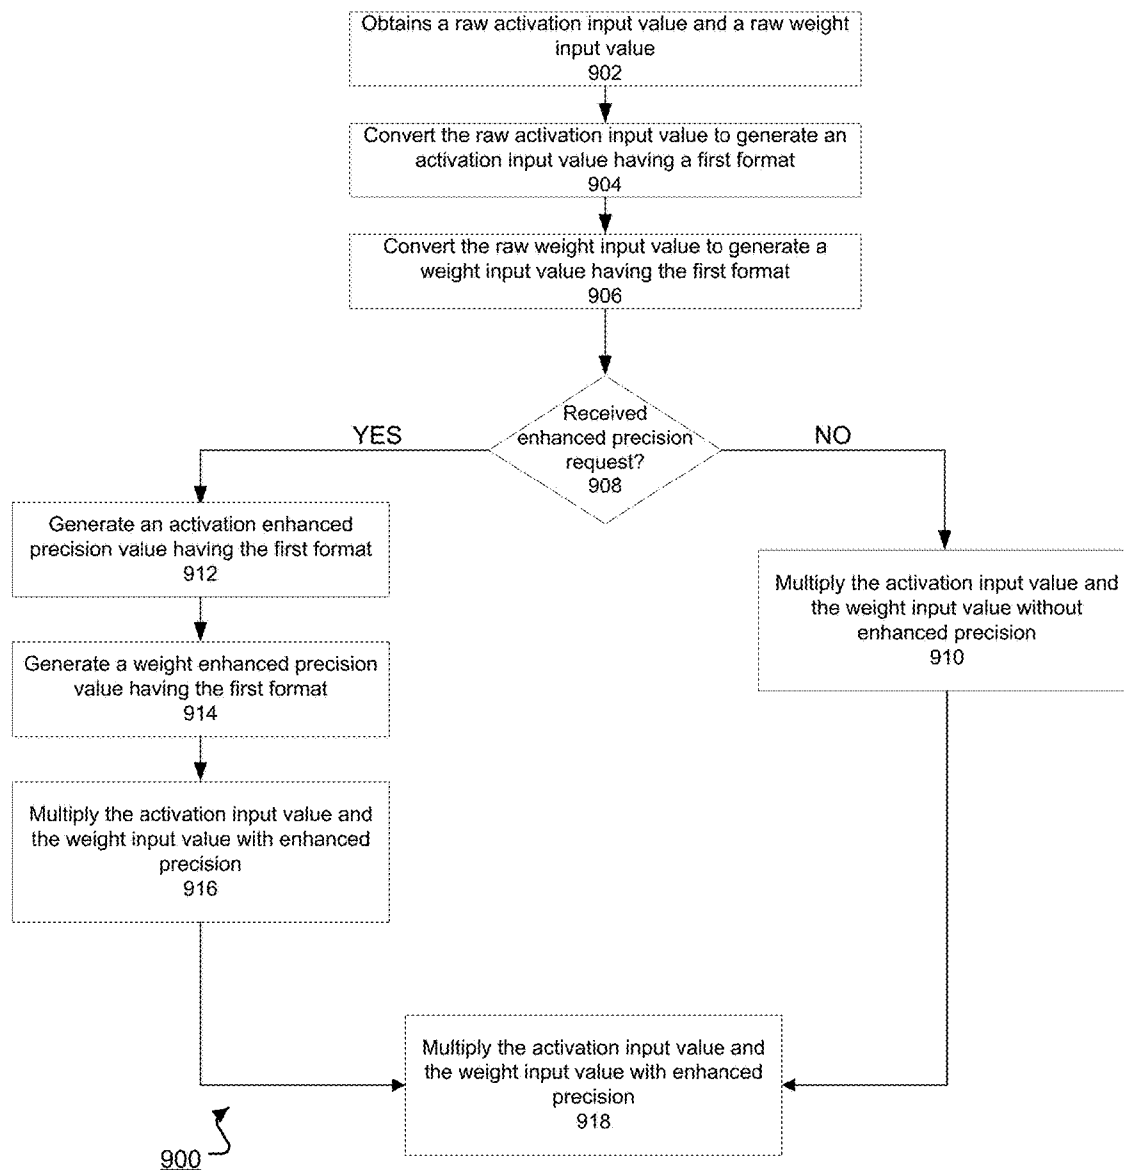 Obtains a raw activation input value and a raw weight
input value
902
Convert the raw activation input value to generate an
activation input value having a first format
904
Convert the raw weight input value to generate a
weight input value having the first format
906
Received
enhanced precision
request?
908
YES
NO
Generate an activation enhanced
precision value having the first format
912
Generate a weight enhanced precision
value having the first format
914
Multiply the activation input value and
the weight input value with enhanced
precision
916
Multiply the activation input value and
the weight input value without
enhanced precision
910
Multiply the activation input value and
the weight input value with enhanced
precision
918
900